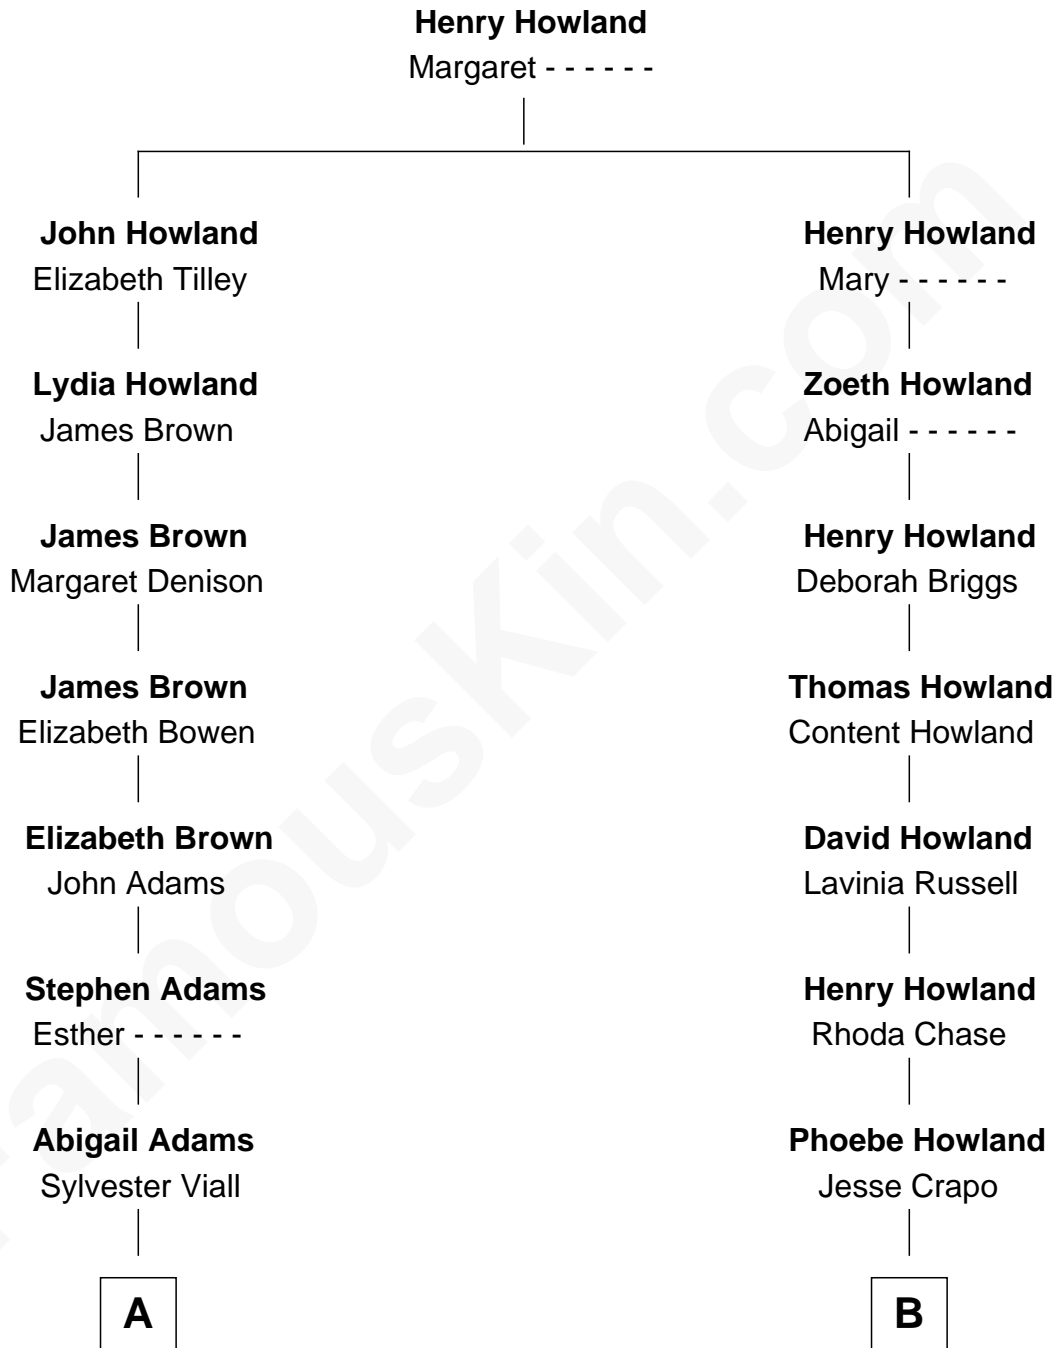 Henry Howland
Margaret - - - - - -
John Howland
Elizabeth Tilley
Henry Howland
Mary - - - - - -
Lydia Howland
James Brown
Zoeth Howland
Abigail - - - - - -
James Brown
Margaret Denison
Henry Howland
Deborah Briggs
James Brown
Elizabeth Bowen
Thomas Howland
Content Howland
Elizabeth Brown
John Adams
David Howland
Lavinia Russell
Stephen Adams
Esther - - - - - -
Henry Howland
Rhoda Chase
Abigail Adams
Sylvester Viall
Phoebe Howland
Jesse Crapo
A
B
FamousKin.com